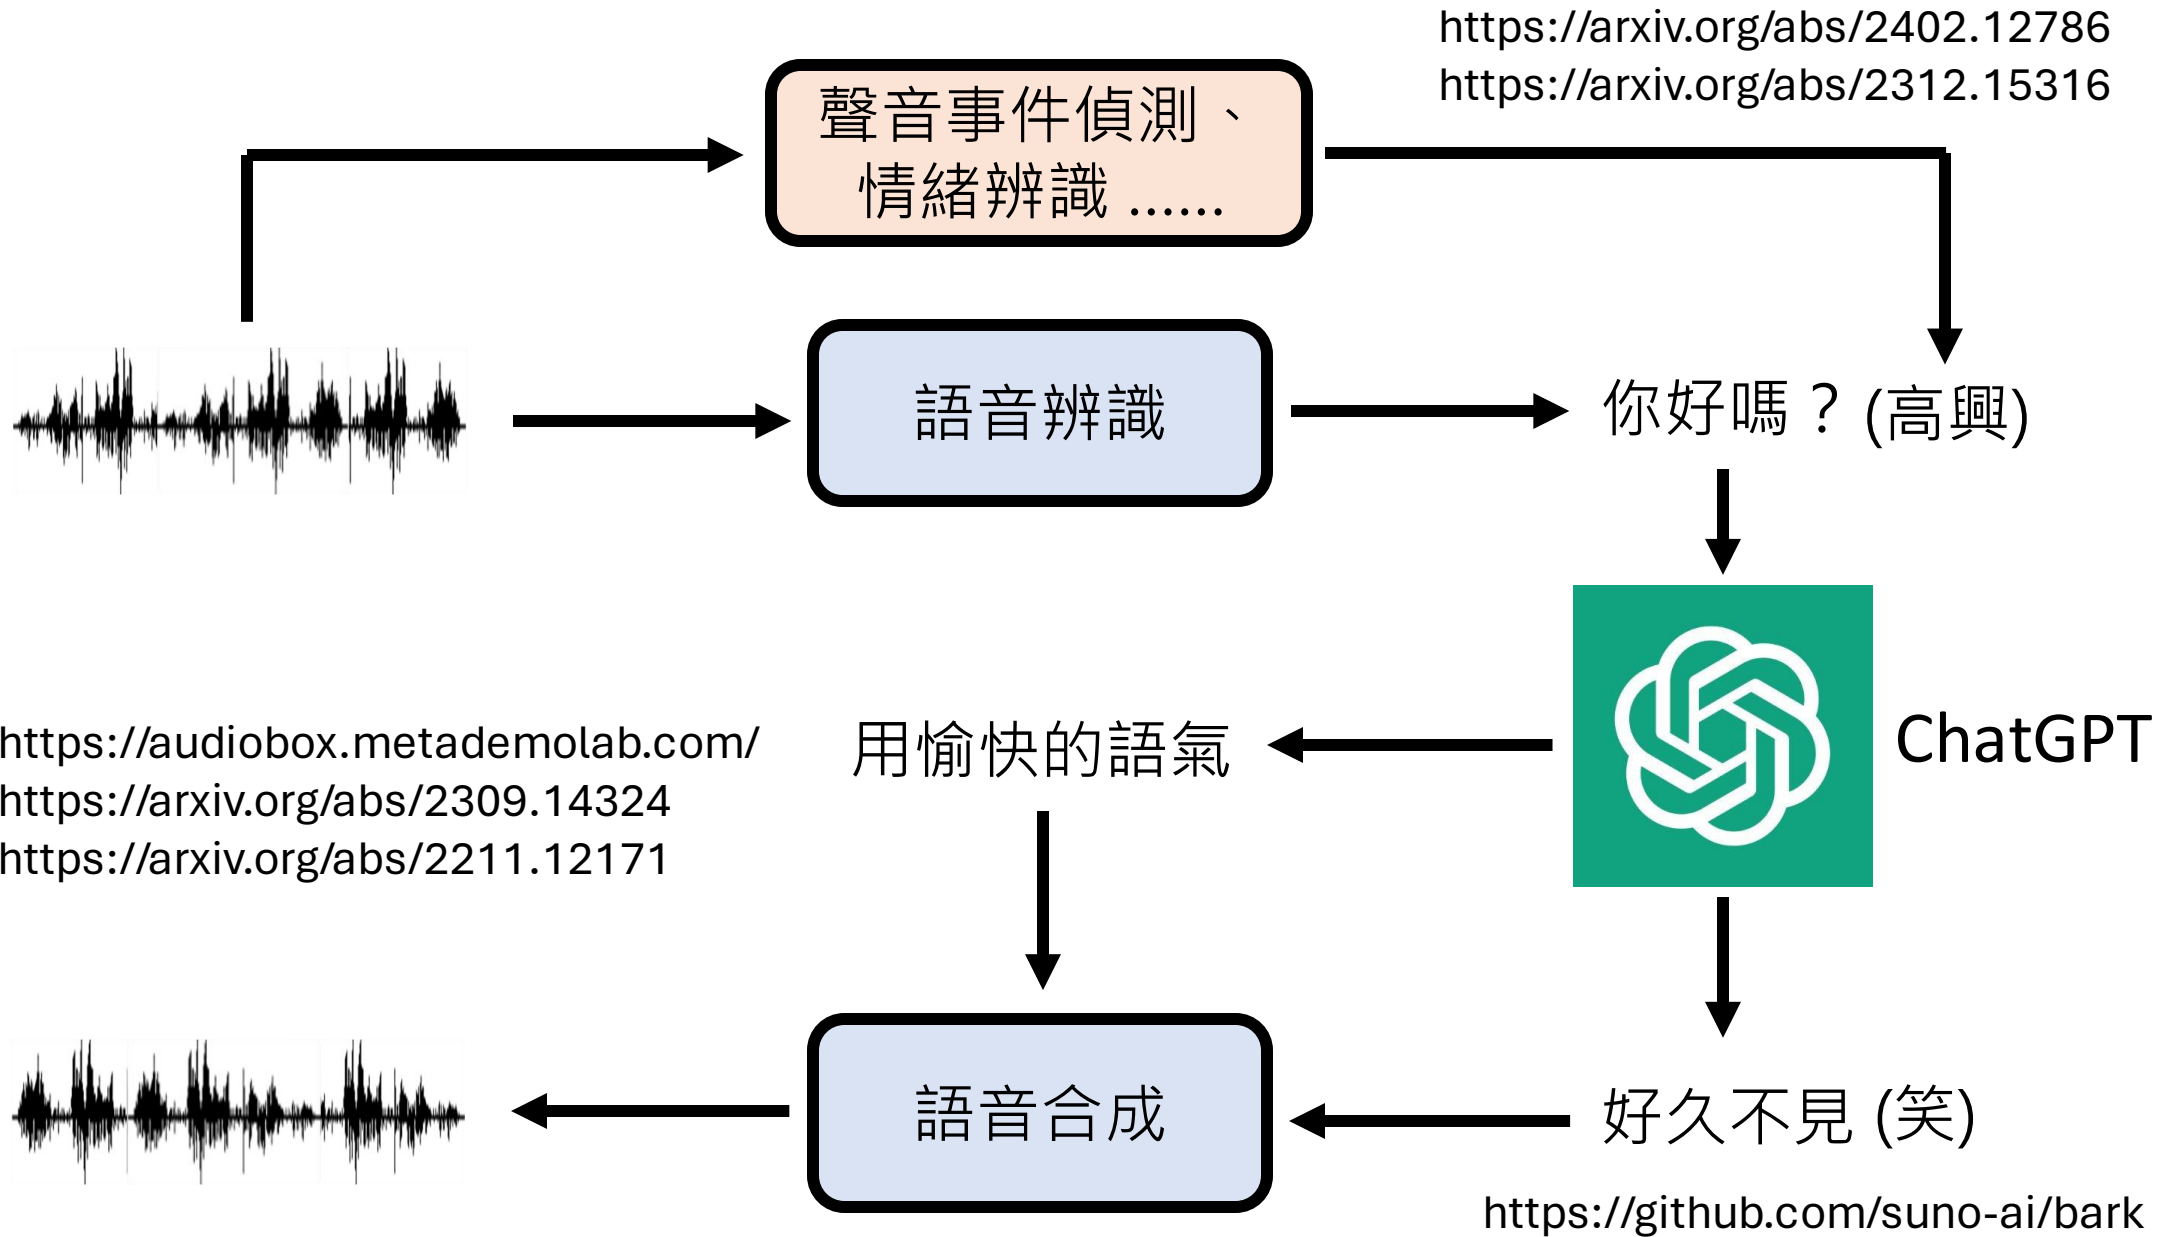 https://arxiv.org/abs/2402.12786
https://arxiv.org/abs/2312.15316
聲音事件偵測、
情緒辨識 ......
語音辨識
你好嗎？(高興)
ChatGPT
用愉快的語氣
https://audiobox.metademolab.com/
https://arxiv.org/abs/2309.14324
https://arxiv.org/abs/2211.12171
語音合成
好久不見 (笑)
https://github.com/suno-ai/bark